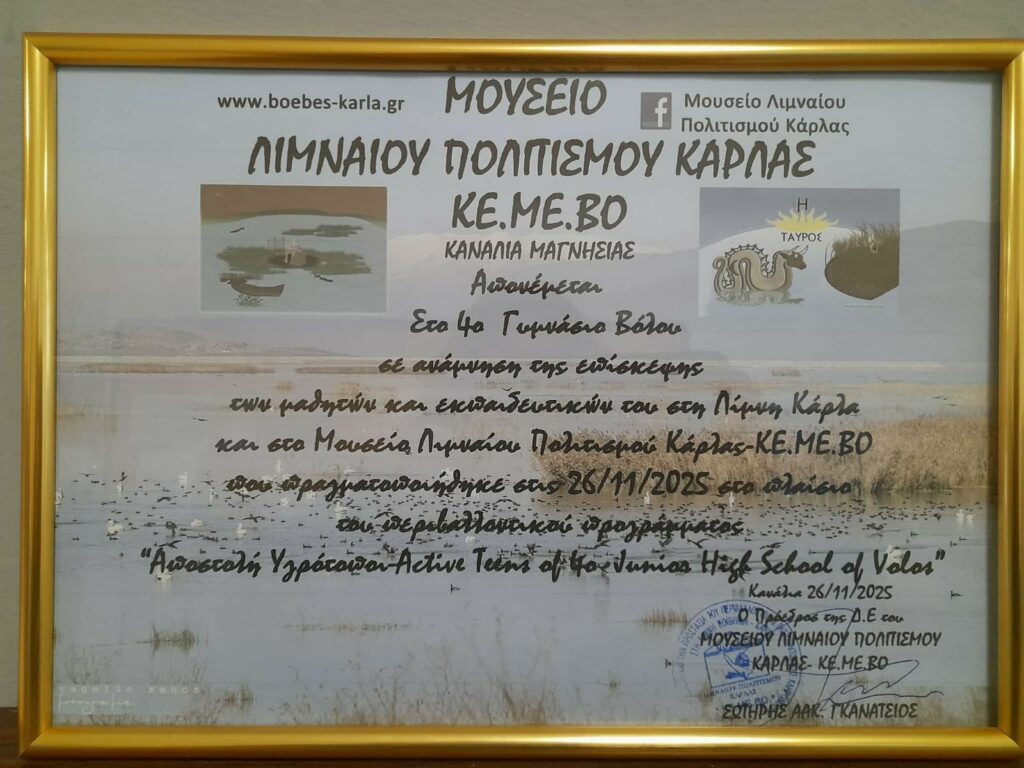 www.boebes-karla.gr
ΜΟΥΣΕΙΟ
Μουσείο Λιμναίου
Πολιτισμού Κάρλας
ΛΙΜΝΑΙΟΥ ΠΟΛΙΤΙΣΜΟΥ ΚΑΡΛΑΣ
ΚΕ.ΜΕ.ΒΟ
ΚΑΝΑΛΙΑ ΜΑΓΝΗΣΙΑΣ
Η
ΤΑΥΡΟΣ
Απονέμεται
Στο 4ο Γυμνάσιο Βόλου
σε ανάμνηση της επίσκεψης
των μαθητών και εκπαιδευτικών του στη Λίμνη Κάρλα
και στο Μουσείο Λιμναίου Πολιτισμού Κάρλας-ΚΕ.ΜΕ.ΒΟ
που πραγματοποιήθηκε στις 26/11/2025 στο πλαίσιο
του περιβαλλοντικού προγράμματος
“Αποστολή Υγρότοποι-Active Teens of 4o Junior High School of Volos”
Κανάλια 26/11/2025
Ο Πρόεδρος της Δ.Ε του
ΜΟΥΣΕΙΟΥ ΛΙΜΝΑΙΟΥ ΠΟΛΙΤΙΣΜΟΥ
ΚΑΡΛΑΣ- ΚΕ.ΜΕ.ΒΟ
ΛΙΜΝΑΙΟΥ ΠΟΛΙΤΙΣΜΟΥ
ΚΑΡΛΑΣ
ΣΩΤΗΡΗΣ ΑΛΚ. ΓΚΑΝΑΤΣΙΟΣ